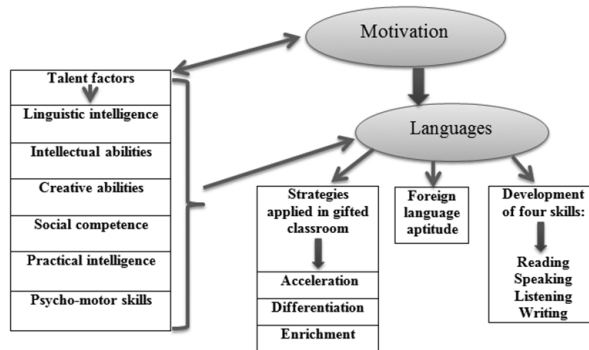 Motivation
Talent factors
Linguistic intelligence
Intellectual abilities
Creative abilities
Social competence
Practical intelligence
Psycho-motor skills
Languages
Strategies
applied in gifted
classroom
Acceleration
Differentiation
Enrichment
Foreign
language
aptitude
Development
of four skills:
Reading
Speaking
Listening
Writing